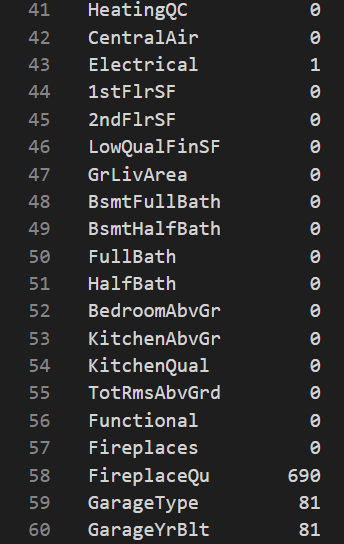 41 HeatingQC 0
42 CentralAir 0
43 Electrical 1
44 1stFlrSF 0
45 2ndFlrSF 0
46 LowQualFinSF 0
47 GrLivArea 0
48 BsmtFullBath 0
49 BsmtHalfBath 0
50 FullBath 0
51 HalfBath 0
52 BedroomAbvGr 0
53 KitchenAbvGr 0
54 KitchenQual 0
55 TotRmsAbvGrd 0
56 Functional 0
57 Fireplaces 0
58 FireplaceQu 690
59 GarageType 81
60 GarageYrBlt 81